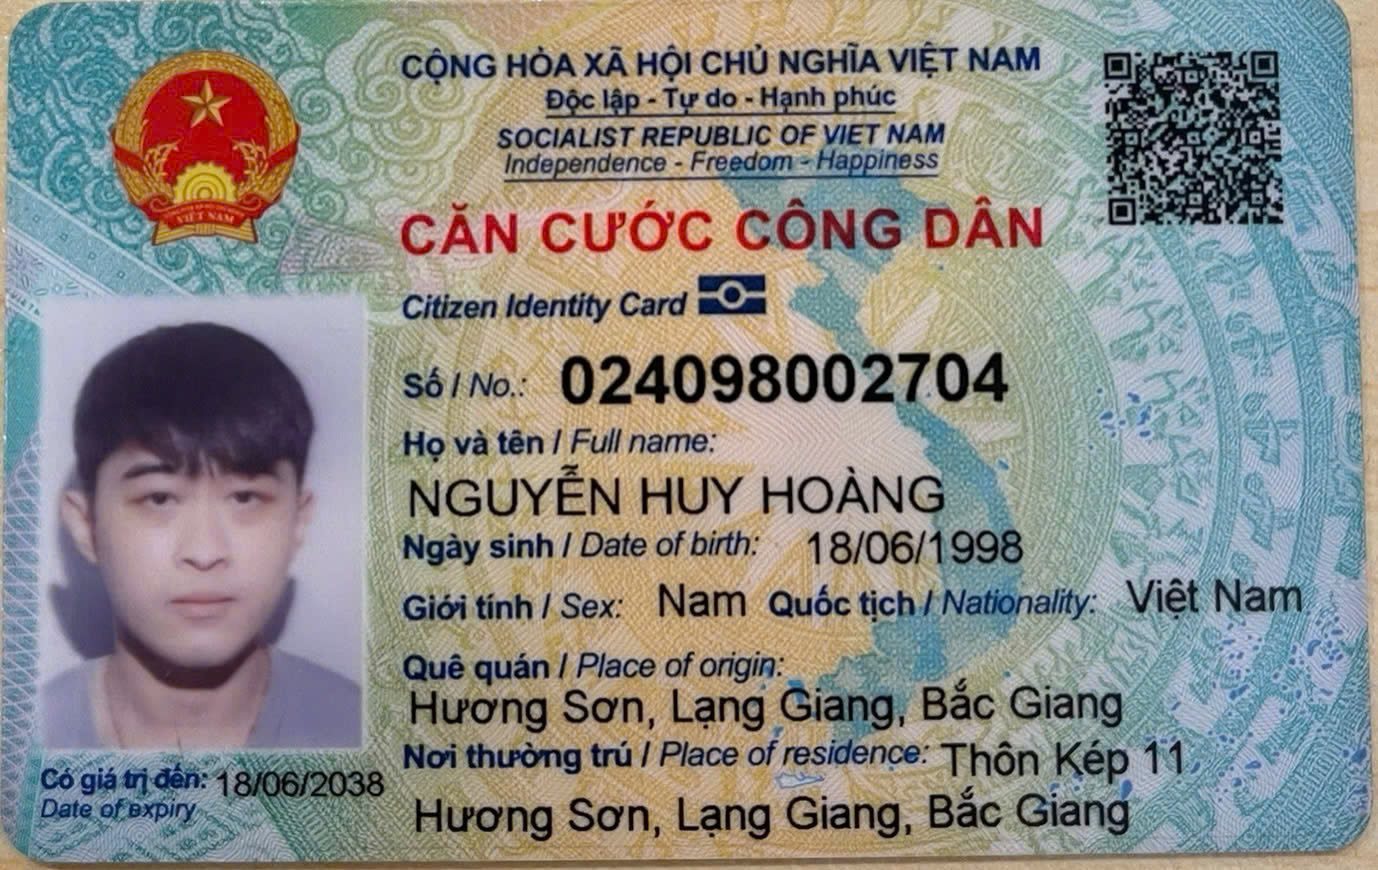 CỘNG HÒA XÃ HỘI CHỦ NGHĨA VIỆT NAM
Độc lập - Tự do - Hạnh phúc
SOCIALIST REPUBLIC OF VIET NAM
Independence - Freedom - Happiness
CĂN CƯỚC CÔNG DÂN
Citizen Identity Card
Số / No.: 024098002704
Họ và tên / Full name:
NGUYỄN HUY HOÀNG
Ngày sinh / Date of birth: 18/06/1998
Giới tính / Sex: Nam Quốc tịch / Nationality: Việt Nam
Quê quán / Place of origin:
Hương Sơn, Lạng Giang, Bắc Giang
Nơi thường trú / Place of residence: Thôn Kép 11
Hương Sơn, Lạng Giang, Bắc Giang
Có giá trị đến: 18/06/2038
Date of expiry
VIỆT NAM